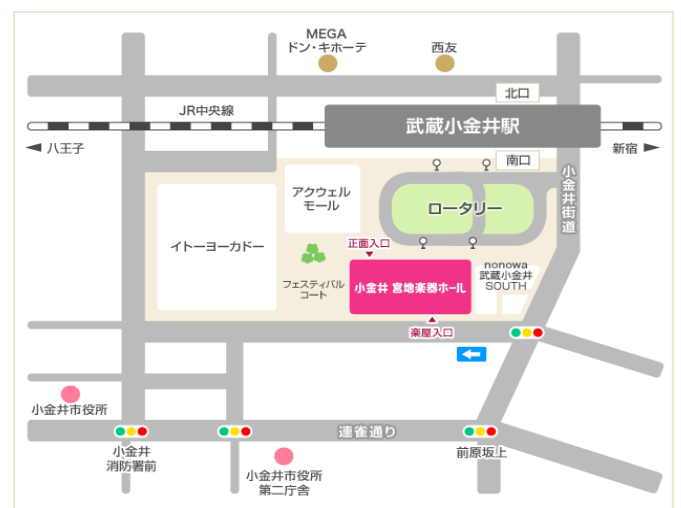 MEGA
ドン・キホーテ
西友
北口
JR中央線
武蔵小金井駅
八王子
新宿
南口
小金井街道
アクウェル
モール
ロータリー
イトーヨーカドー
正面入口
フェスティバル
コート
小金井 宮地楽器ホール
nonowa
武蔵小金井
SOUTH
楽屋入口
小金井市役所
連雀通り
小金井
消防署前
前原坂上
小金井市役所
第二庁舎